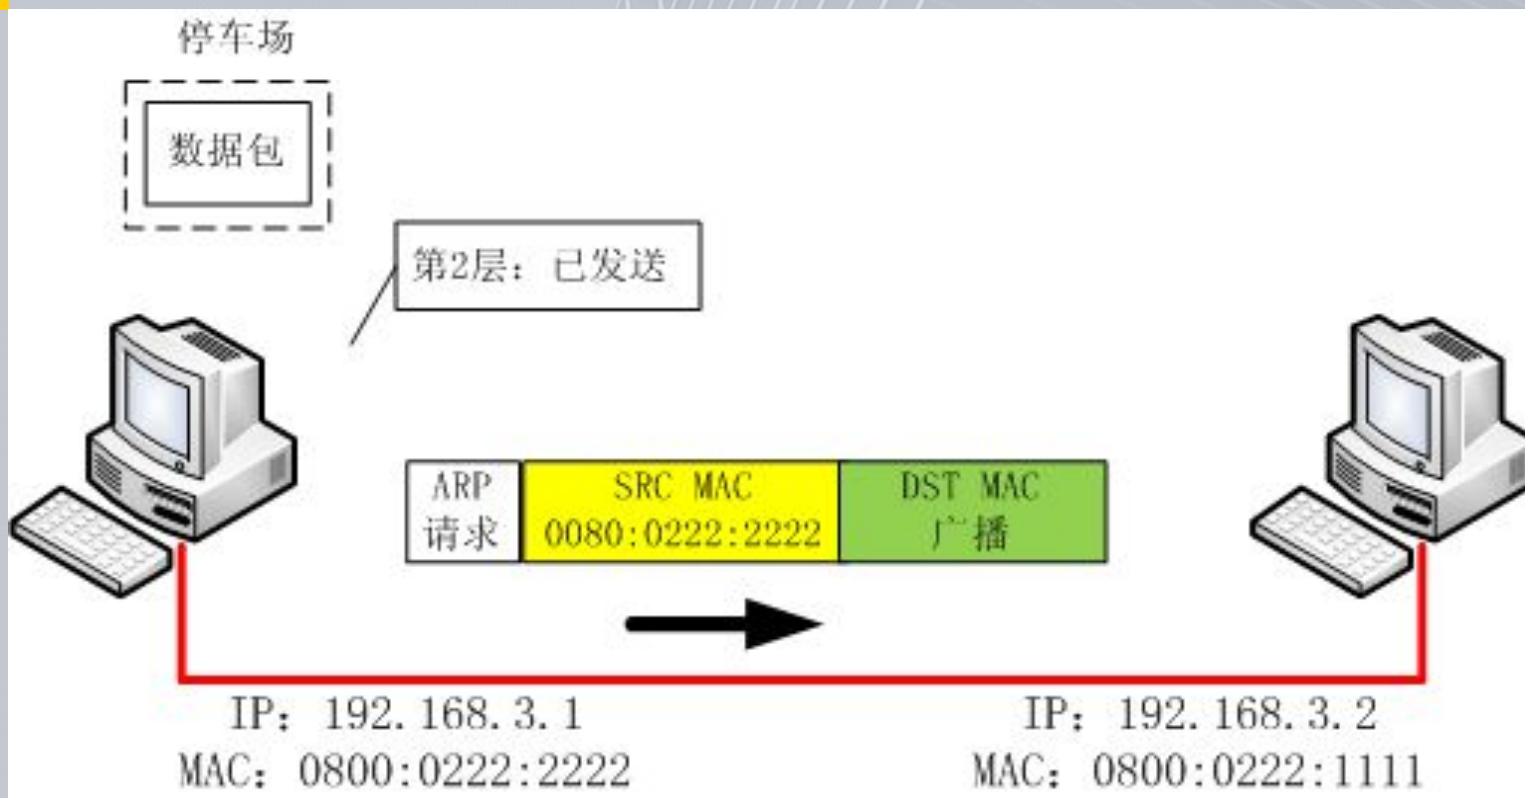 停车场
数据包
第2层：已发送
ARP
请求
SRC MAC
0080:0222:2222
DST MAC
广播
IP：192.168.3.1
MAC：0800:0222:2222
IP：192.168.3.2
MAC：0800:0222:1111